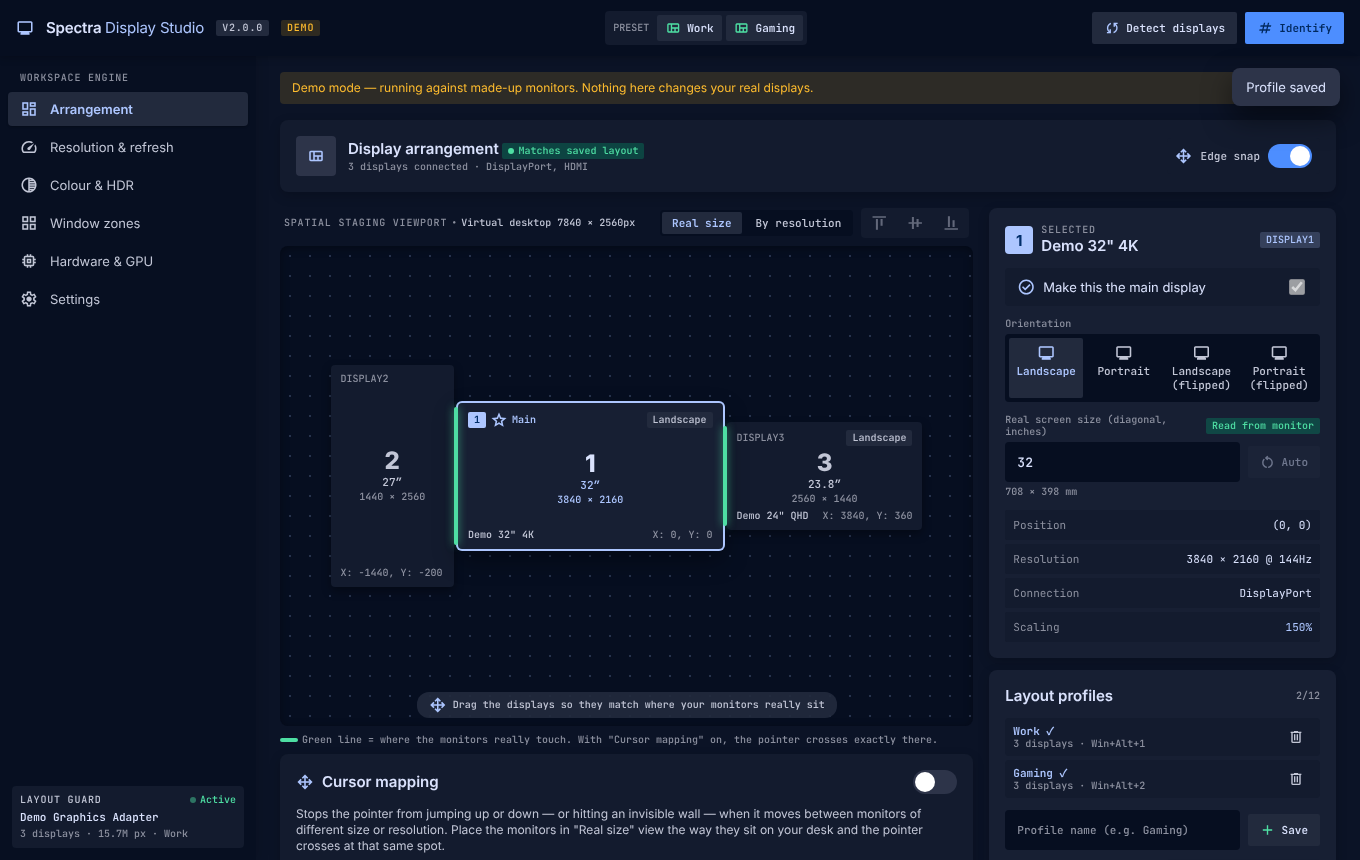 Spectra Display Studio V2.0.0 DEMO
PRESET Work Gaming
Detect displays Identify
WORKSPACE ENGINE
Arrangement
Resolution & refresh
Colour & HDR
Window zones
Hardware & GPU
Settings
LAYOUT GUARD Active
Demo Graphics Adapter
3 displays · 15.7M px · Work
Demo mode — running against made-up monitors. Nothing here changes your real displays.
Profile saved
Display arrangement Matches saved layout
3 displays connected · DisplayPort, HDMI
Edge snap
SPATIAL STAGING VIEWPORT • Virtual desktop 7840 × 2560px
Real size By resolution
DISPLAY2
2
27″
1440 × 2560
X: -1440, Y: -200
1 Main Landscape
1
32″
3840 × 2160
Demo 32" 4K X: 0, Y: 0
DISPLAY3 Landscape
3
23.8″
2560 × 1440
Demo 24" QHD X: 3840, Y: 360
Drag the displays so they match where your monitors really sit
Green line = where the monitors really touch. With "Cursor mapping" on, the pointer crosses exactly there.
Cursor mapping
Stops the pointer from jumping up or down — or hitting an invisible wall — when it moves between monitors of
different size or resolution. Place the monitors in "Real size" view the way they sit on your desk and the pointer
crosses at that same spot.
1 SELECTED
Demo 32" 4K DISPLAY1
Make this the main display
Orientation
Landscape
Portrait
Landscape
(flipped)
Portrait
(flipped)
Real screen size (diagonal,
inches)
Read from monitor
32 Auto
708 × 398 mm
Position (0, 0)
Resolution 3840 × 2160 @ 144Hz
Connection DisplayPort
Scaling 150%
Layout profiles 2/12
Work ✓
3 displays · Win+Alt+1
Gaming ✓
3 displays · Win+Alt+2
Profile name (e.g. Gaming) + Save